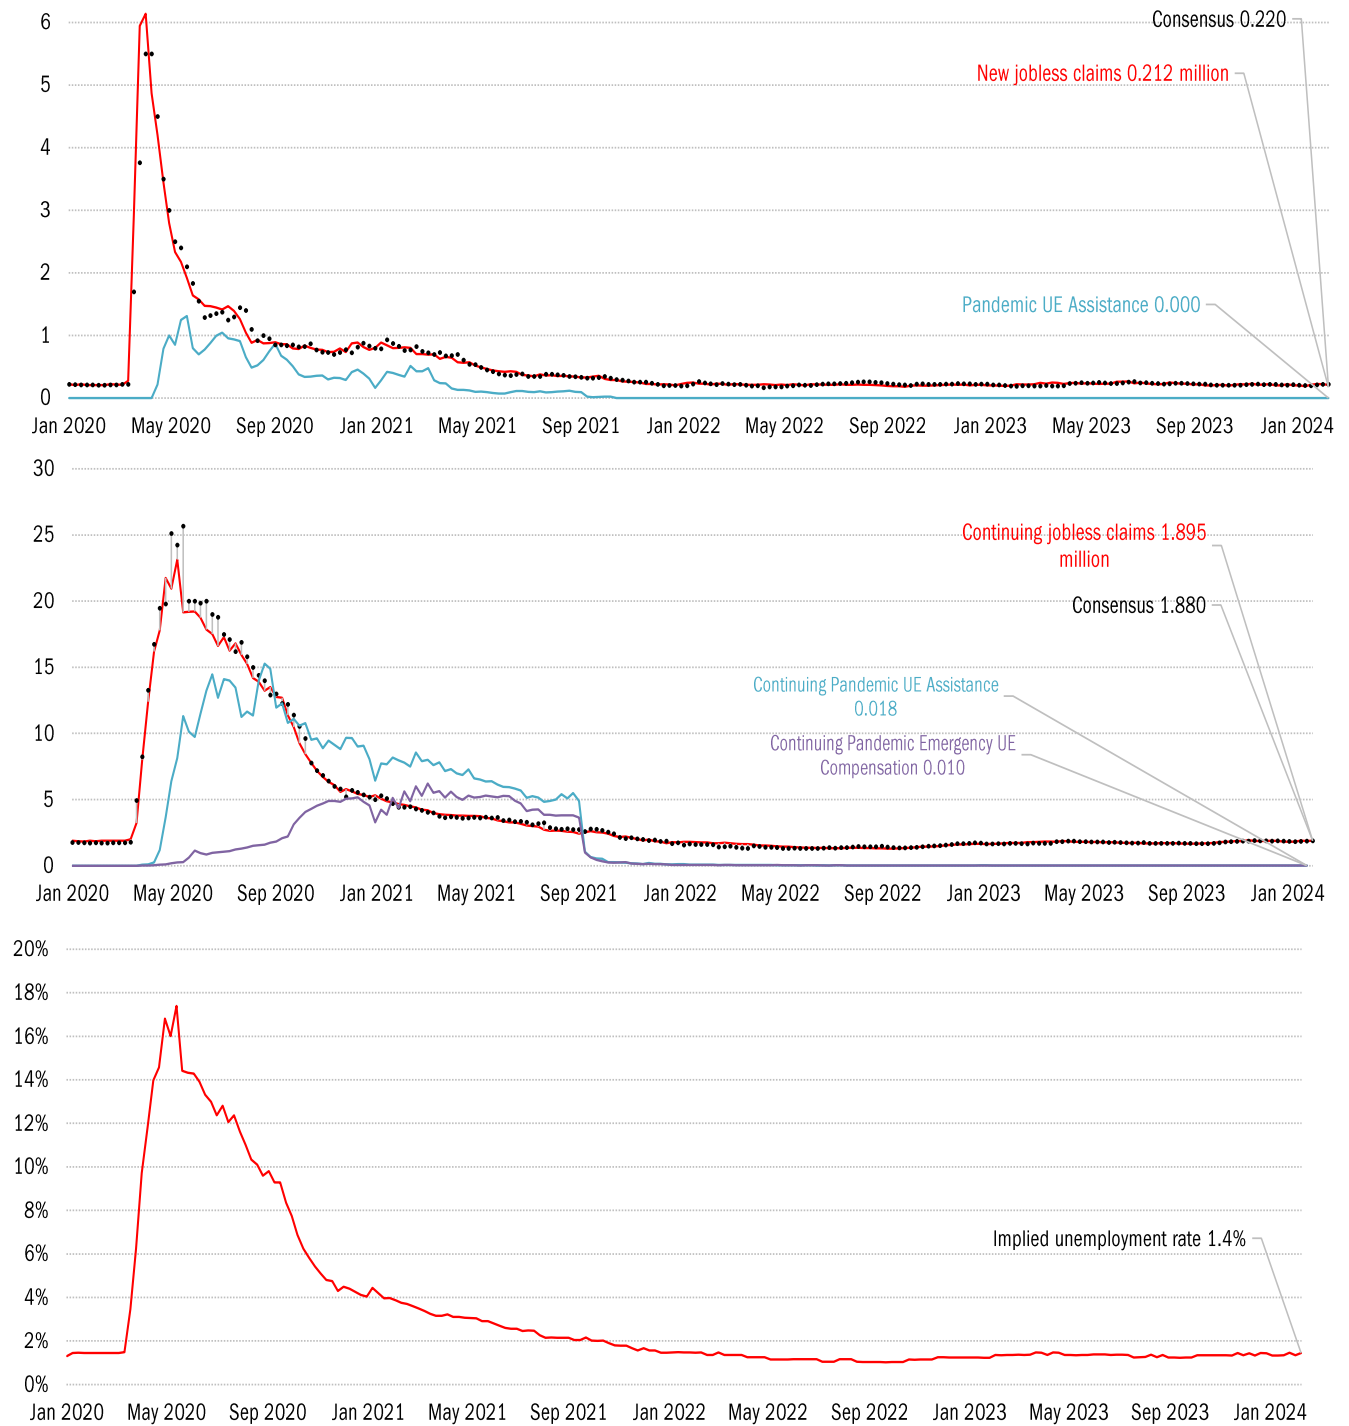 6
Consensus 0.220
New jobless claims 0.212 million
5
4
3
2
Pandemic UE Assistance 0.000
1
0
Jan 2020 May 2020 Sep 2020 Jan 2021 May 2021 Sep 2021 Jan 2022 May 2022 Sep 2022 Jan 2023 May 2023 Sep 2023 Jan 2024
30
25
Continuing jobless claims 1.895
million
20
Consensus 1.880
15
Continuing Pandemic UE Assistance
0.018
10
Continuing Pandemic Emergency UE
Compensation 0.010
5
0
Jan 2020 May 2020 Sep 2020 Jan 2021 May 2021 Sep 2021 Jan 2022 May 2022 Sep 2022 Jan 2023 May 2023 Sep 2023 Jan 2024
20%
18%
16%
14%
12%
10%
8%
Implied unemployment rate 1.4%
6%
4%
2%
0%
Jan 2020 May 2020 Sep 2020 Jan 2021 May 2021 Sep 2021 Jan 2022 May 2022 Sep 2022 Jan 2023 May 2023 Sep 2023 Jan 2024